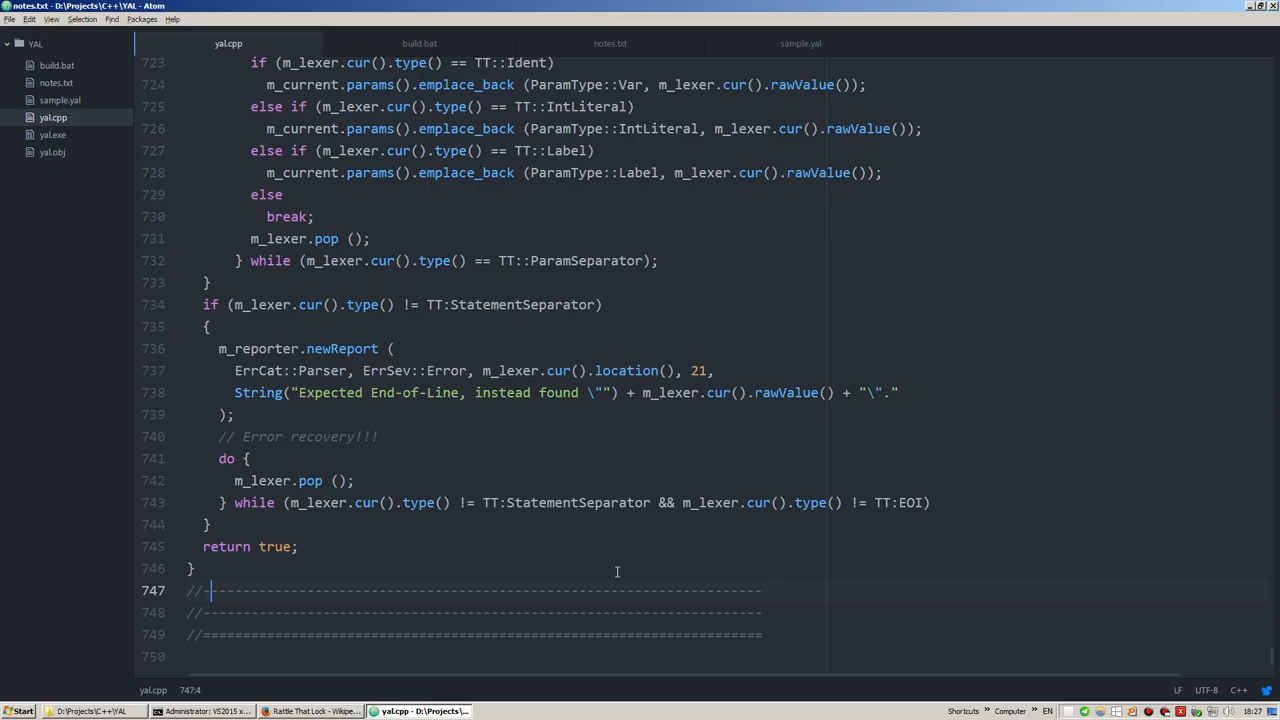 notes.txt - D:\Projects\C++\YAL - Atom
File Edit View Selection Find Packages Help
YAL
build.bat
notes.txt
sample.yal
yal.cpp
yal.exe
yal.obj
yal.cpp build.bat notes.txt sample.yal
723 if (m_lexer.cur().type() == TT::Ident)
724 m_current.params().emplace_back (ParamType::Var, m_lexer.cur().rawValue());
725 else if (m_lexer.cur().type() == TT::IntLiteral)
726 m_current.params().emplace_back (ParamType::IntLiteral, m_lexer.cur().rawValue());
727 else if (m_lexer.cur().type() == TT::Label)
728 m_current.params().emplace_back (ParamType::Label, m_lexer.cur().rawValue());
729 else
730 break;
731 m_lexer.pop ();
732 } while (m_lexer.cur().type() == TT::ParamSeparator);
733 }
734 if (m_lexer.cur().type() != TT:StatementSeparator)
735 {
736 m_reporter.newReport (
737 ErrCat::Parser, ErrSev::Error, m_lexer.cur().location(), 21,
738 String("Expected End-of-Line, instead found \"") + m_lexer.cur().rawValue() + "\"."
739 );
740 // Error recovery!!!
741 do {
742 m_lexer.pop ();
743 } while (m_lexer.cur().type() != TT:StatementSeparator && m_lexer.cur().type() != TT:EOI)
744 }
745 return true;
746 }
747 //----------------------------------------------------------------------
748 //----------------------------------------------------------------------
749 //======================================================================
750
yal.cpp 747:4 LF UTF-8 C++
Start D:\Projects\C++\YAL Administrator: VS2015 x... Rattle That Lock - Wikipe... yal.cpp - D:\Projects\C... Shortcuts » Computer » EN 18:27